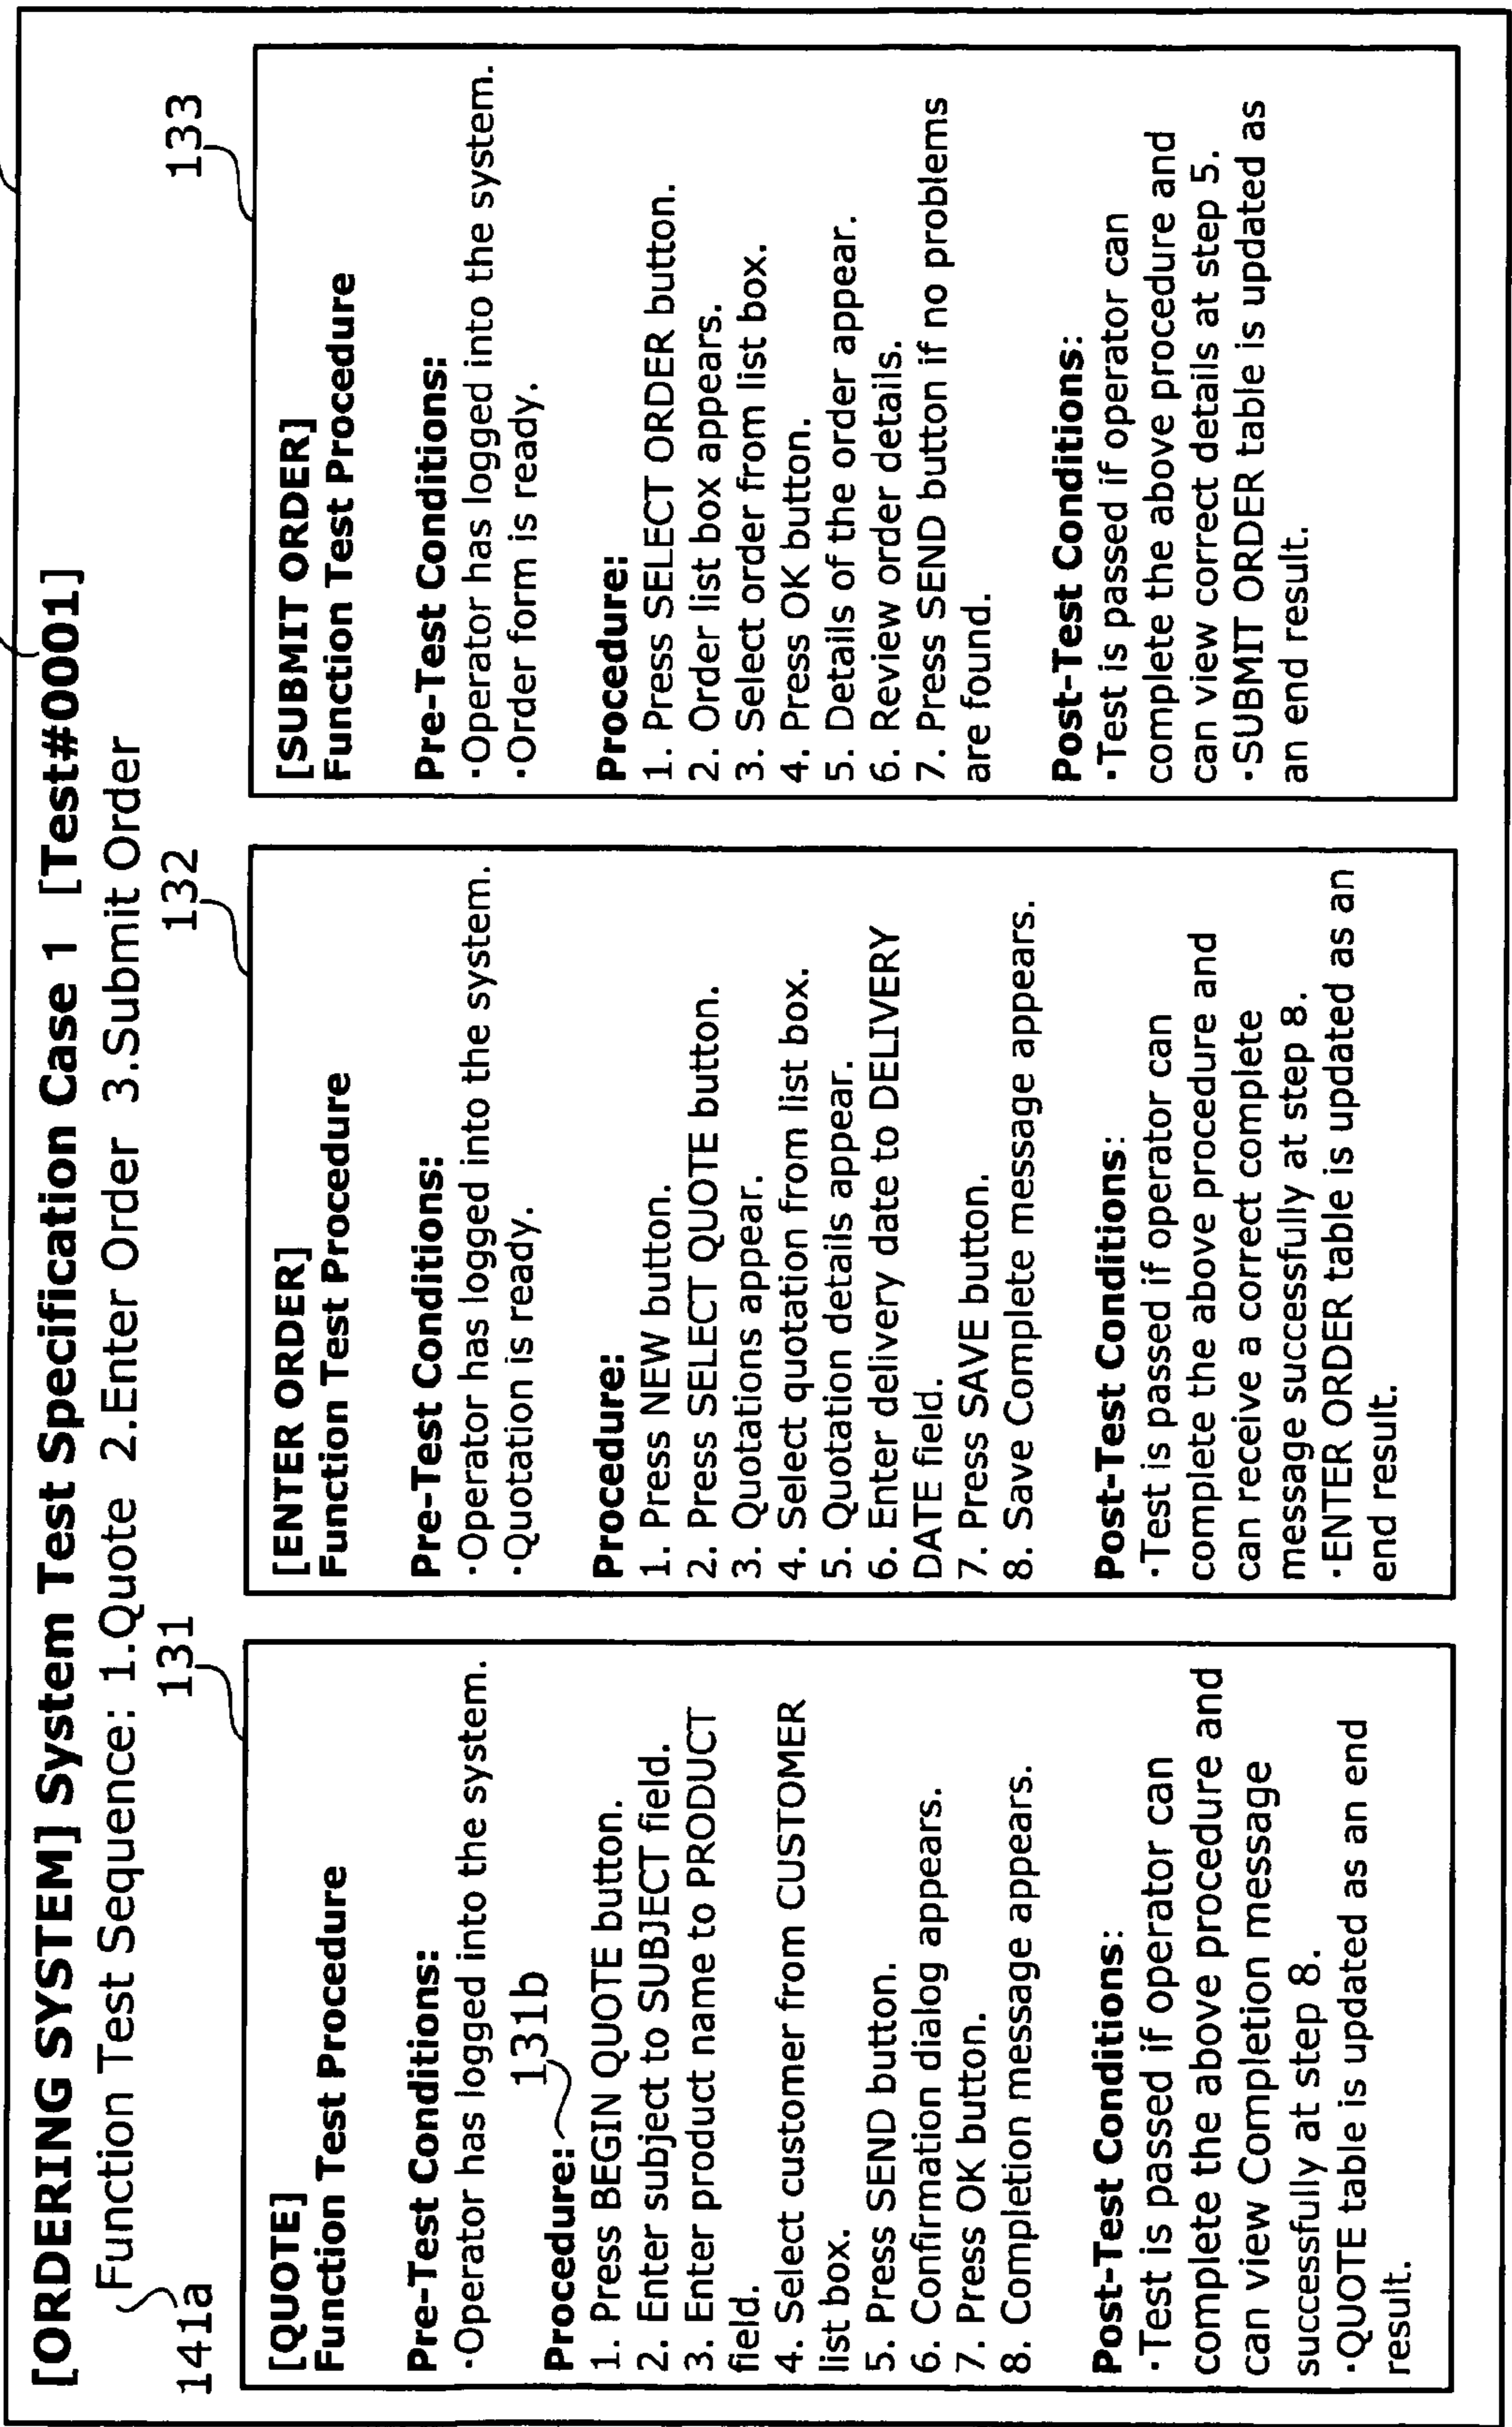 [ORDERING SYSTEM] System Test Specification Case 1 [Test#0001]
141a
Function Test Sequence: 1.Quote 2.Enter Order 3.Submit Order
131
[QUOTE]
Function Test Procedure
Pre-Test Conditions:
·Operator has logged into the system.
131b
Procedure:
1. Press BEGIN QUOTE button.
2. Enter subject to SUBJECT field.
3. Enter product name to PRODUCT
field.
4. Select customer from CUSTOMER
list box.
5. Press SEND button.
6. Confirmation dialog appears.
7. Press OK button.
8. Completion message appears.
Post-Test Conditions:
·Test is passed if operator can
complete the above procedure and
can view Completion message
successfully at step 8.
·QUOTE table is updated as an end
result.
132
[ENTER ORDER]
Function Test Procedure
Pre-Test Conditions:
·Operator has logged into the system.
·Quotation is ready.
Procedure:
1. Press NEW button.
2. Press SELECT QUOTE button.
3. Quotations appear.
4. Select quotation from list box.
5. Quotation details appear.
6. Enter delivery date to DELIVERY
DATE field.
7. Press SAVE button.
8. Save Complete message appears.
Post-Test Conditions:
·Test is passed if operator can
complete the above procedure and
can receive a correct complete
message successfully at step 8.
·ENTER ORDER table is updated as an
end result.
133
[SUBMIT ORDER]
Function Test Procedure
Pre-Test Conditions:
·Operator has logged into the system.
·Order form is ready.
Procedure:
1. Press SELECT ORDER button.
2. Order list box appears.
3. Select order from list box.
4. Press OK button.
5. Details of the order appear.
6. Review order details.
7. Press SEND button if no problems
are found.
Post-Test Conditions:
·Test is passed if operator can
complete the above procedure and
can view correct details at step 5.
·SUBMIT ORDER table is updated as
an end result.